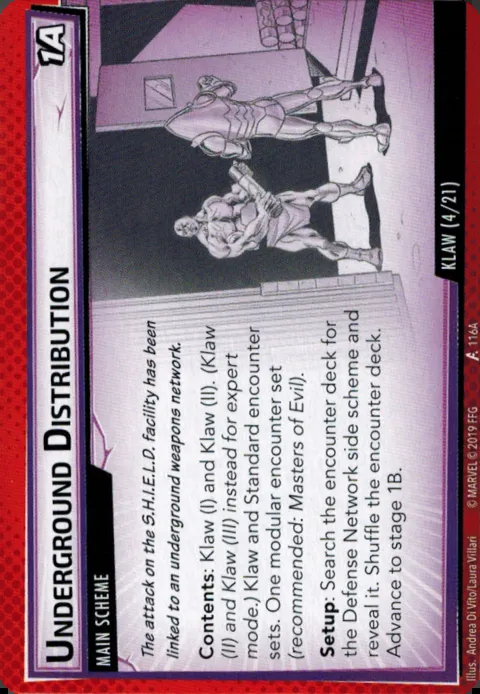 UNDERGROUND DISTRIBUTION
1A
MAIN SCHEME
The attack on the S.H.I.E.L.D. facility has been
linked to an underground weapons network.
Contents: Klaw (I) and Klaw (II). (Klaw
(II) and Klaw (III) instead for expert
mode.) Klaw and Standard encounter
sets. One modular encounter set
(recommended: Masters of Evil).
Setup: Search the encounter deck for
the Defense Network side scheme and
reveal it. Shuffle the encounter deck.
Advance to stage 1B.
KLAW (4/21)
Illus. Andrea Di Vito/Laura Villari
© MARVEL © 2019 FFG
116A